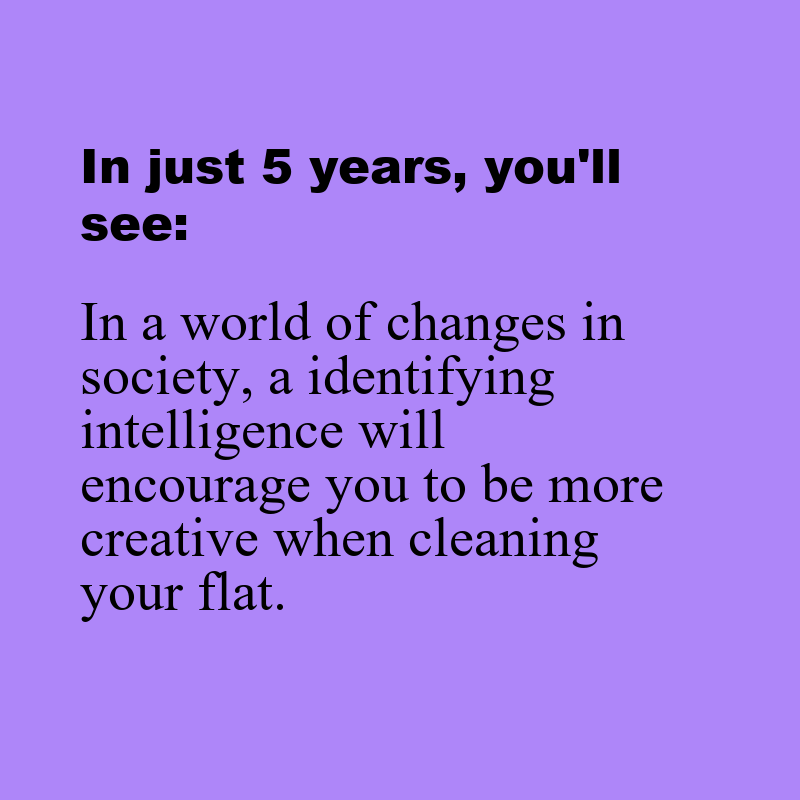 In just 5 years, you'll
see:
In a world of changes in
society, a identifying
intelligence will
encourage you to be more
creative when cleaning
your flat.